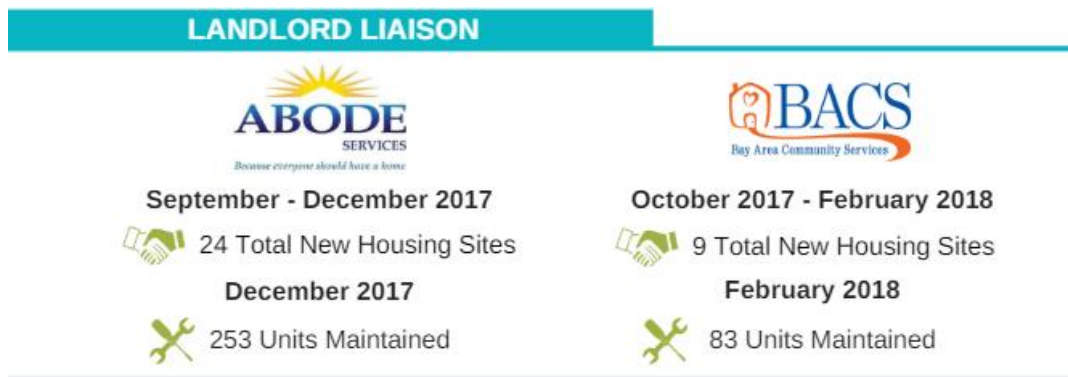 LANDLORD LIAISON
ABODE
SERVICES
Because everyone should have a home
September - December 2017
24 Total New Housing Sites
December 2017
253 Units Maintained
BACS
Bay Area Community Services
October 2017 - February 2018
9 Total New Housing Sites
February 2018
83 Units Maintained